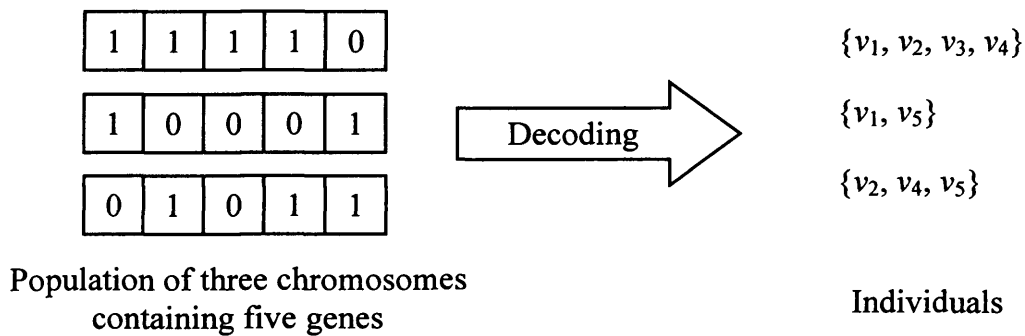 1 1 1 1 0
{v1, v2, v3, v4}
1 0 0 0 1
Decoding
{v1, v5}
0 1 0 1 1
{v2, v4, v5}
Population of three chromosomes
containing five genes
Individuals